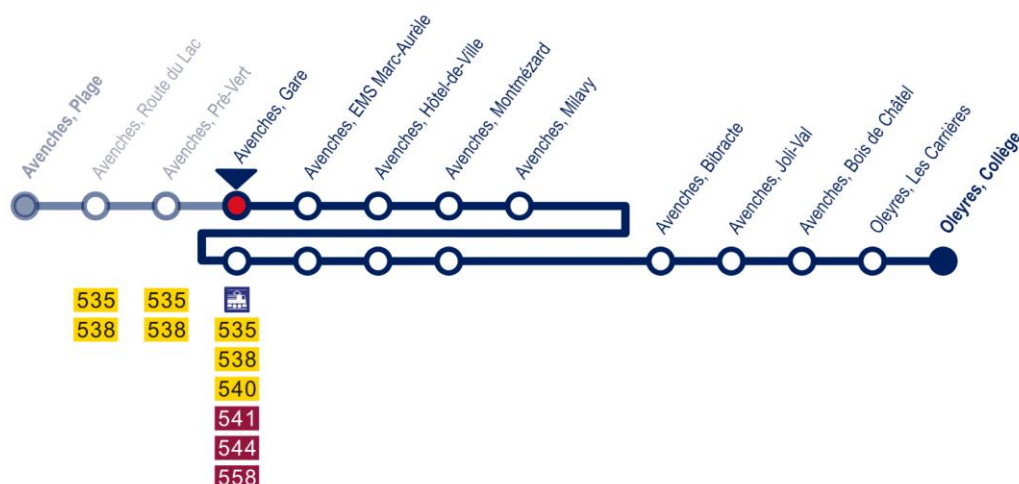 Avenches, Plage
Avenches, Route du Lac
Avenches, Pré-Vert
Avenches, Gare
Avenches, EMS Marc-Aurèle
Avenches, Hôtel-de-Ville
Avenches, Montmézard
Avenches, Milavy
Avenches, Bibracte
Avenches, Joli-Val
Avenches, Bois de Châtel
Oleyres, Les Carrières
Oleyres, Collège
535 535
538 538 535
538
540
541
544
558